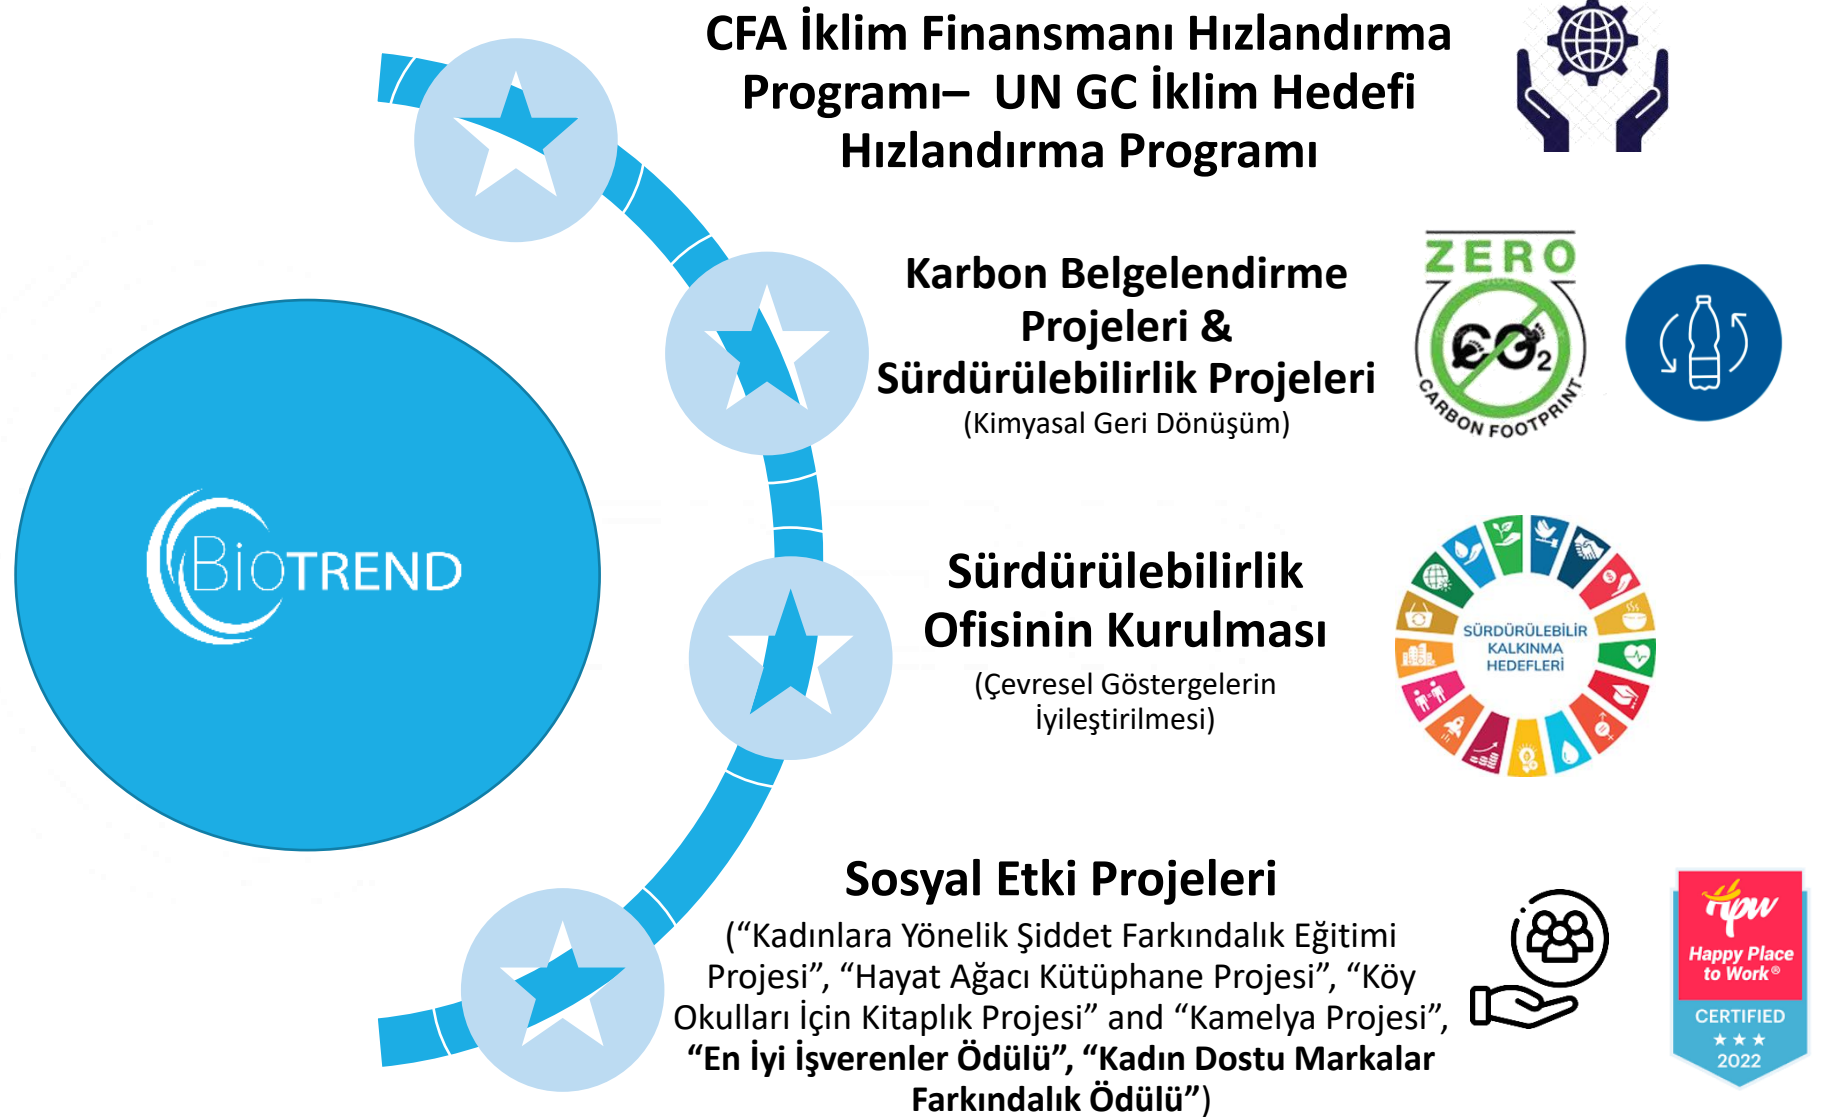 CFA İklim Finansmanı Hızlandırma
Programı– UN GC İklim Hedefi
Hızlandırma Programı
Karbon Belgelendirme
Projeleri &
Sürdürülebilirlik Projeleri
(Kimyasal Geri Dönüşüm)
ZERO
CO2
CARBON FOOTPRINT
BioTREND
Sürdürülebilirlik
Ofisinin Kurulması
(Çevresel Göstergelerin
İyileştirilmesi)
SÜRDÜRÜLEBİLİR
KALKINMA
HEDEFLERİ
Sosyal Etki Projeleri
(“Kadınlara Yönelik Şiddet Farkındalık Eğitimi
Projesi”, “Hayat Ağacı Kütüphane Projesi”, “Köy
Okulları İçin Kitaplık Projesi” and “Kamelya Projesi”,
“En İyi İşverenler Ödülü”, “Kadın Dostu Markalar
Farkındalık Ödülü”)
Hpw
Happy Place
to Work®
CERTIFIED
2022